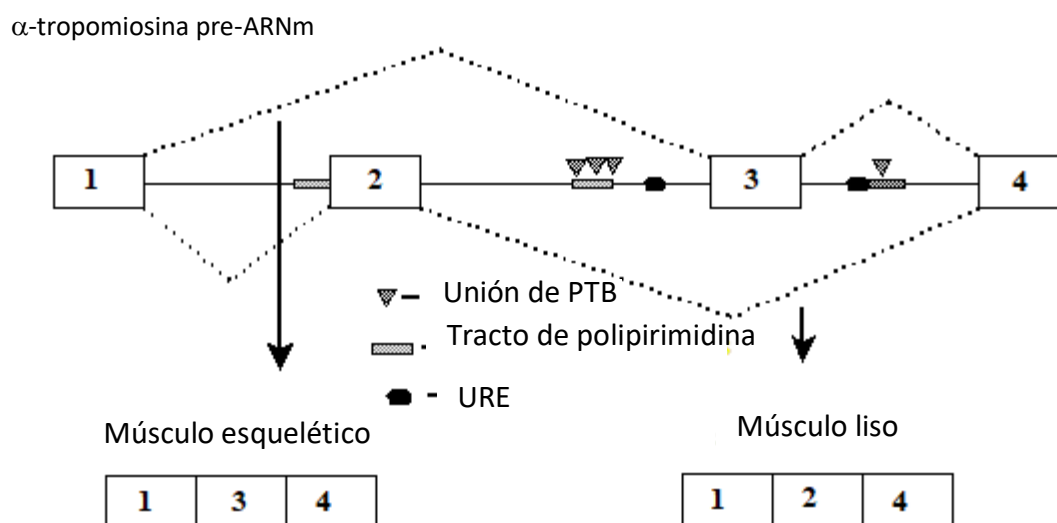 α-tropomiosina pre-ARNm
1 2 3 4
Unión de PTB
Tracto de polipirimidina
URE
Músculo esquelético Músculo liso
1 3 4 1 2 4